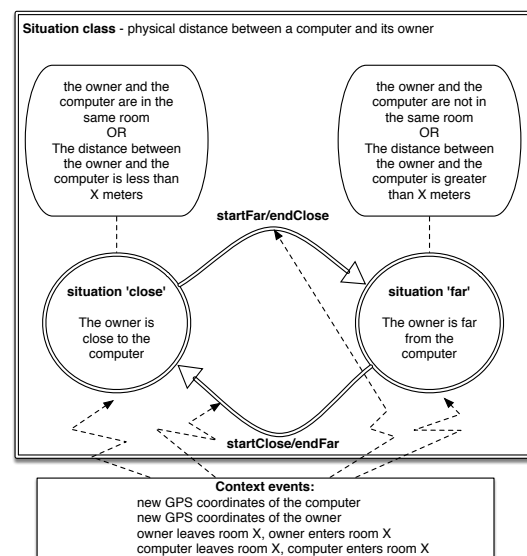 Situation class - physical distance between a computer and its owner
the owner and the
computer are in the
same room
OR
The distance between
the owner and the
computer is less than
X meters
the owner and the
computer are not in
the same room
OR
The distance between
the owner and the
computer is greater
than X meters
startFar/endClose
situation 'close'
The owner is
close to the
computer
situation 'far'
The owner is far
from the
computer
startClose/endFar
Context events:
new GPS coordinates of the computer
new GPS coordinates of the owner
owner leaves room X, owner enters room X
computer leaves room X, computer enters room X